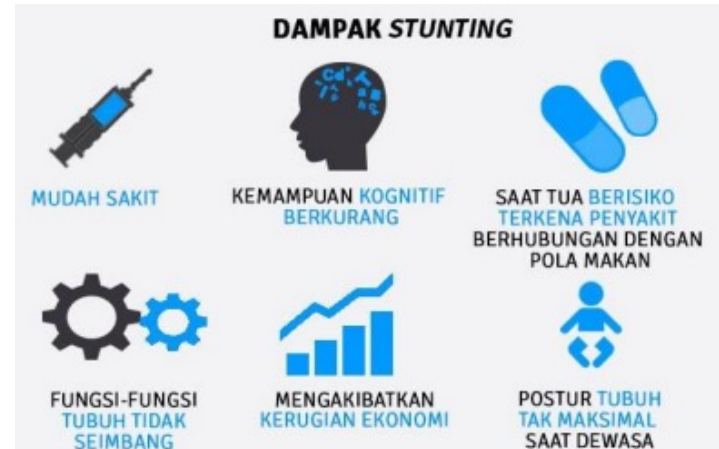 DAMPAK STUNTING
MUDAH SAKIT
KEMAMPUAN KOGNITIF
BERKURANG
SAAT TUA BERISIKO
TERKENA PENYAKIT
BERHUBUNGAN DENGAN
POLA MAKAN
FUNGSI-FUNGSI
TUBUH TIDAK
SEIMBANG
MENGAKIBATKAN
KERUGIAN EKONOMI
POSTUR TUBUH
TAK MAKSIMAL
SAAT DEWASA